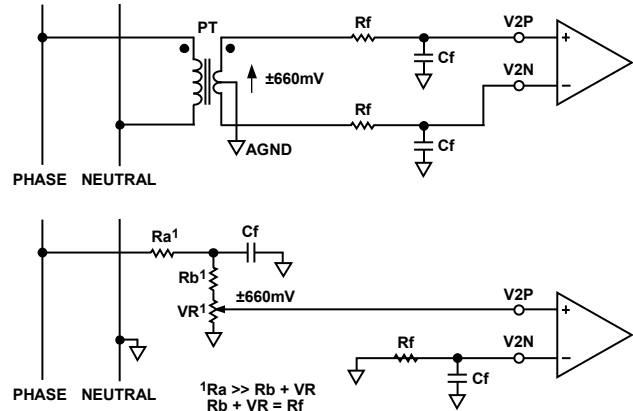 PT
Rf
V2P
+
Cf
±660mV
Rf
V2N
−
Cf
AGND
PHASE NEUTRAL
Ra¹
Cf
Rb¹
VR¹
±660mV
V2P
+
Rf
V2N
−
Cf
PHASE NEUTRAL
¹Ra >> Rb + VR
Rb + VR = Rf